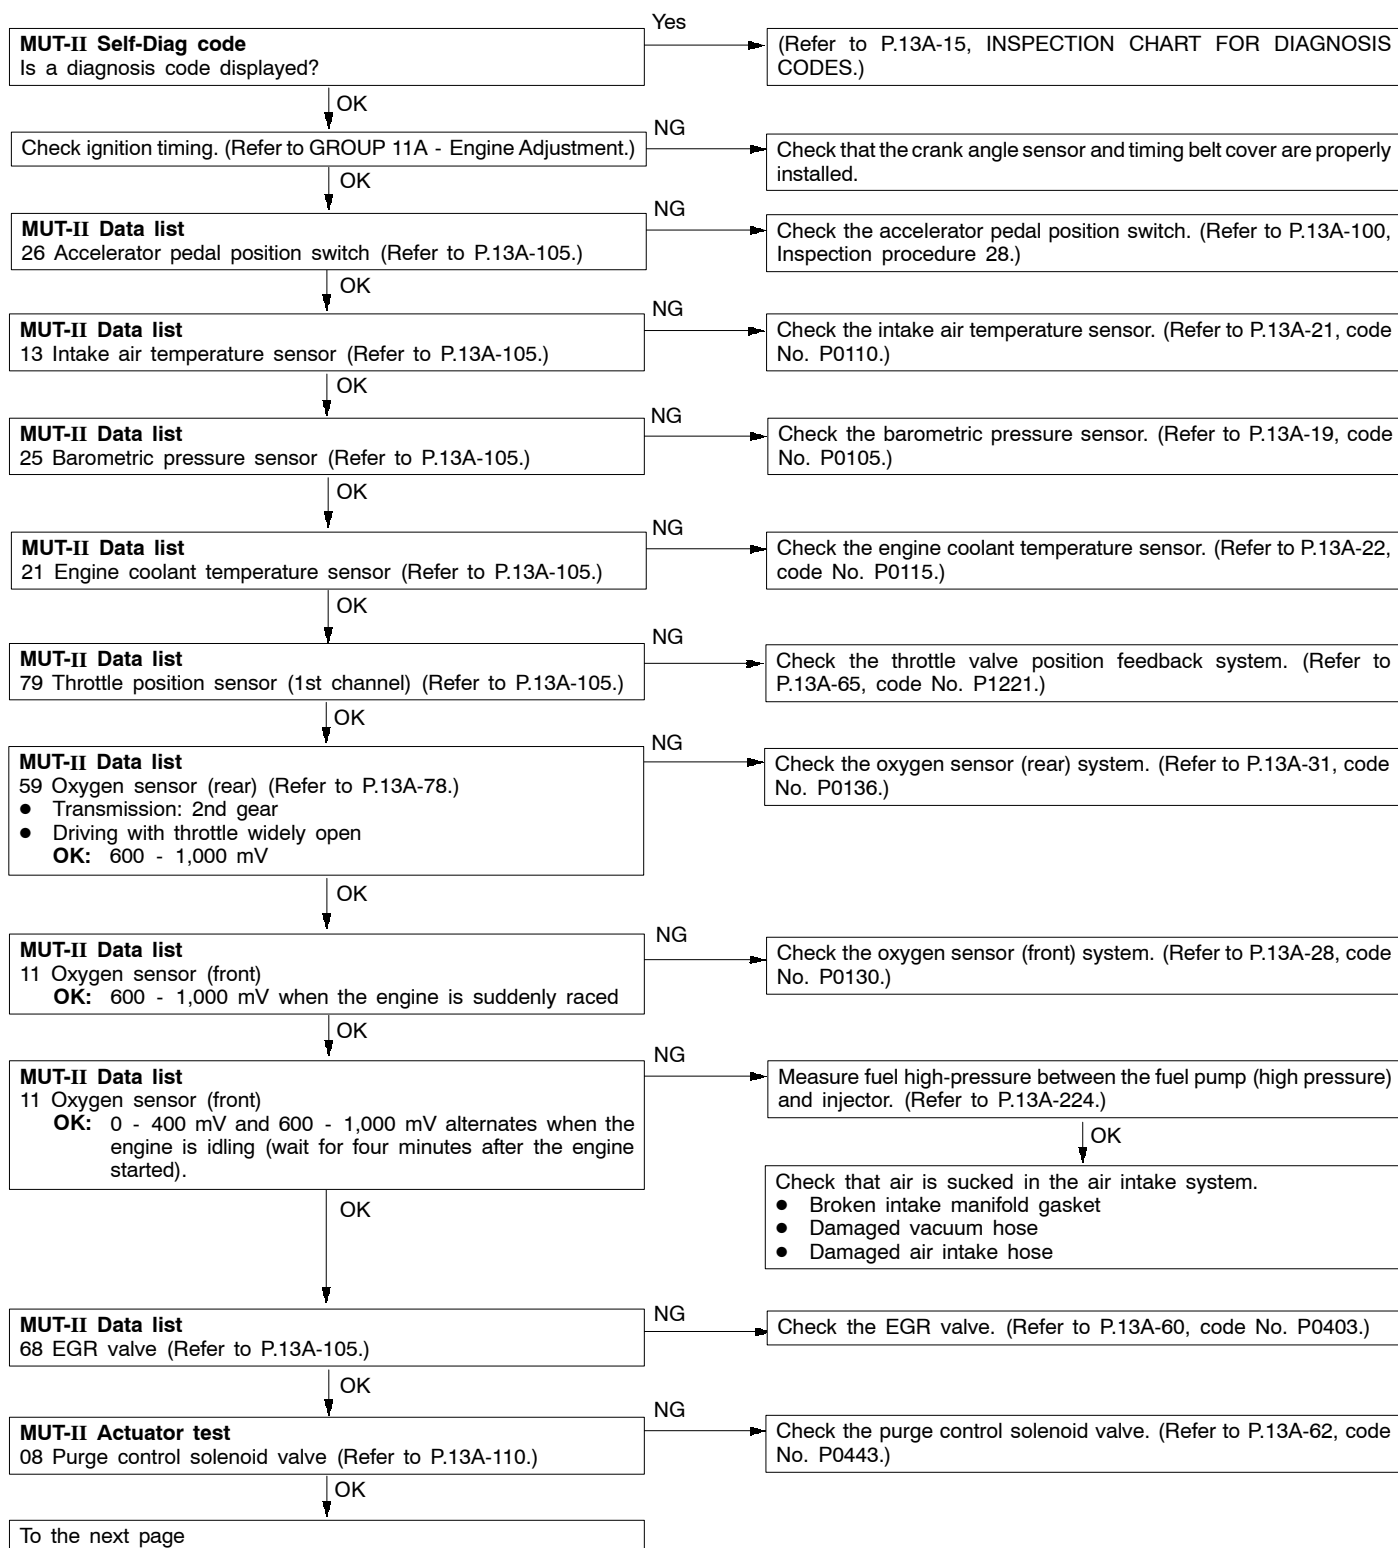 MUT-II Self-Diag code
Is a diagnosis code displayed?
Yes
(Refer to P.13A-15, INSPECTION CHART FOR DIAGNOSIS
CODES.)
OK
Check ignition timing. (Refer to GROUP 11A - Engine Adjustment.)
NG
Check that the crank angle sensor and timing belt cover are properly
installed.
OK
MUT-II Data list
26 Accelerator pedal position switch (Refer to P.13A-105.)
NG
Check the accelerator pedal position switch. (Refer to P.13A-100,
Inspection procedure 28.)
OK
MUT-II Data list
13 Intake air temperature sensor (Refer to P.13A-105.)
NG
Check the intake air temperature sensor. (Refer to P.13A-21, code
No. P0110.)
OK
MUT-II Data list
25 Barometric pressure sensor (Refer to P.13A-105.)
NG
Check the barometric pressure sensor. (Refer to P.13A-19, code
No. P0105.)
OK
MUT-II Data list
21 Engine coolant temperature sensor (Refer to P.13A-105.)
NG
Check the engine coolant temperature sensor. (Refer to P.13A-22,
code No. P0115.)
OK
MUT-II Data list
79 Throttle position sensor (1st channel) (Refer to P.13A-105.)
NG
Check the throttle valve position feedback system. (Refer to
P.13A-65, code No. P1221.)
OK
MUT-II Data list
59 Oxygen sensor (rear) (Refer to P.13A-78.)
● Transmission: 2nd gear
● Driving with throttle widely open
OK: 600 - 1,000 mV
NG
Check the oxygen sensor (rear) system. (Refer to P.13A-31, code
No. P0136.)
OK
MUT-II Data list
11 Oxygen sensor (front)
OK: 600 - 1,000 mV when the engine is suddenly raced
NG
Check the oxygen sensor (front) system. (Refer to P.13A-28, code
No. P0130.)
OK
MUT-II Data list
11 Oxygen sensor (front)
OK: 0 - 400 mV and 600 - 1,000 mV alternates when the
engine is idling (wait for four minutes after the engine
started).
NG
Measure fuel high-pressure between the fuel pump (high pressure)
and injector. (Refer to P.13A-224.)
OK
Check that air is sucked in the air intake system.
● Broken intake manifold gasket
● Damaged vacuum hose
● Damaged air intake hose
OK
MUT-II Data list
68 EGR valve (Refer to P.13A-105.)
NG
Check the EGR valve. (Refer to P.13A-60, code No. P0403.)
OK
MUT-II Actuator test
08 Purge control solenoid valve (Refer to P.13A-110.)
NG
Check the purge control solenoid valve. (Refer to P.13A-62, code
No. P0443.)
OK
To the next page